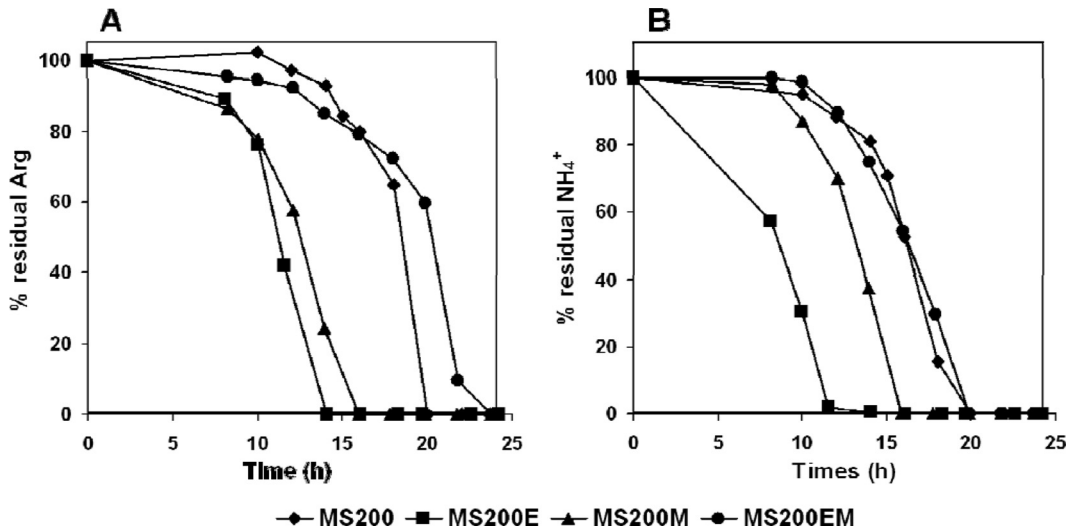 A
B
100
80
60
40
20
0
% residual Arg
0 5 10 15 20 25
Time (h)
100
80
60
40
20
0
% residual NH₄⁺
0 5 10 15 20 25
Times (h)
MS200 MS200E MS200M MS200EM